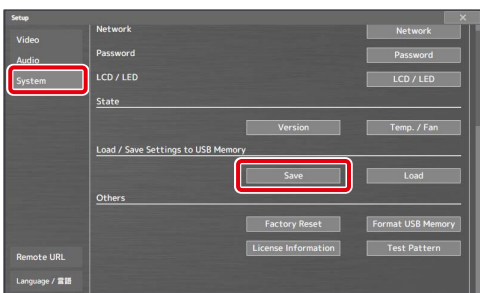 Setup
Video
Audio
System
Remote URL
Language / 言語
Network Network
Password Password
LCD / LED LCD / LED
State
Version Temp. / Fan
Load / Save Settings to USB Memory
Save Load
Others
Factory Reset Format USB Memory
License Information Test Pattern